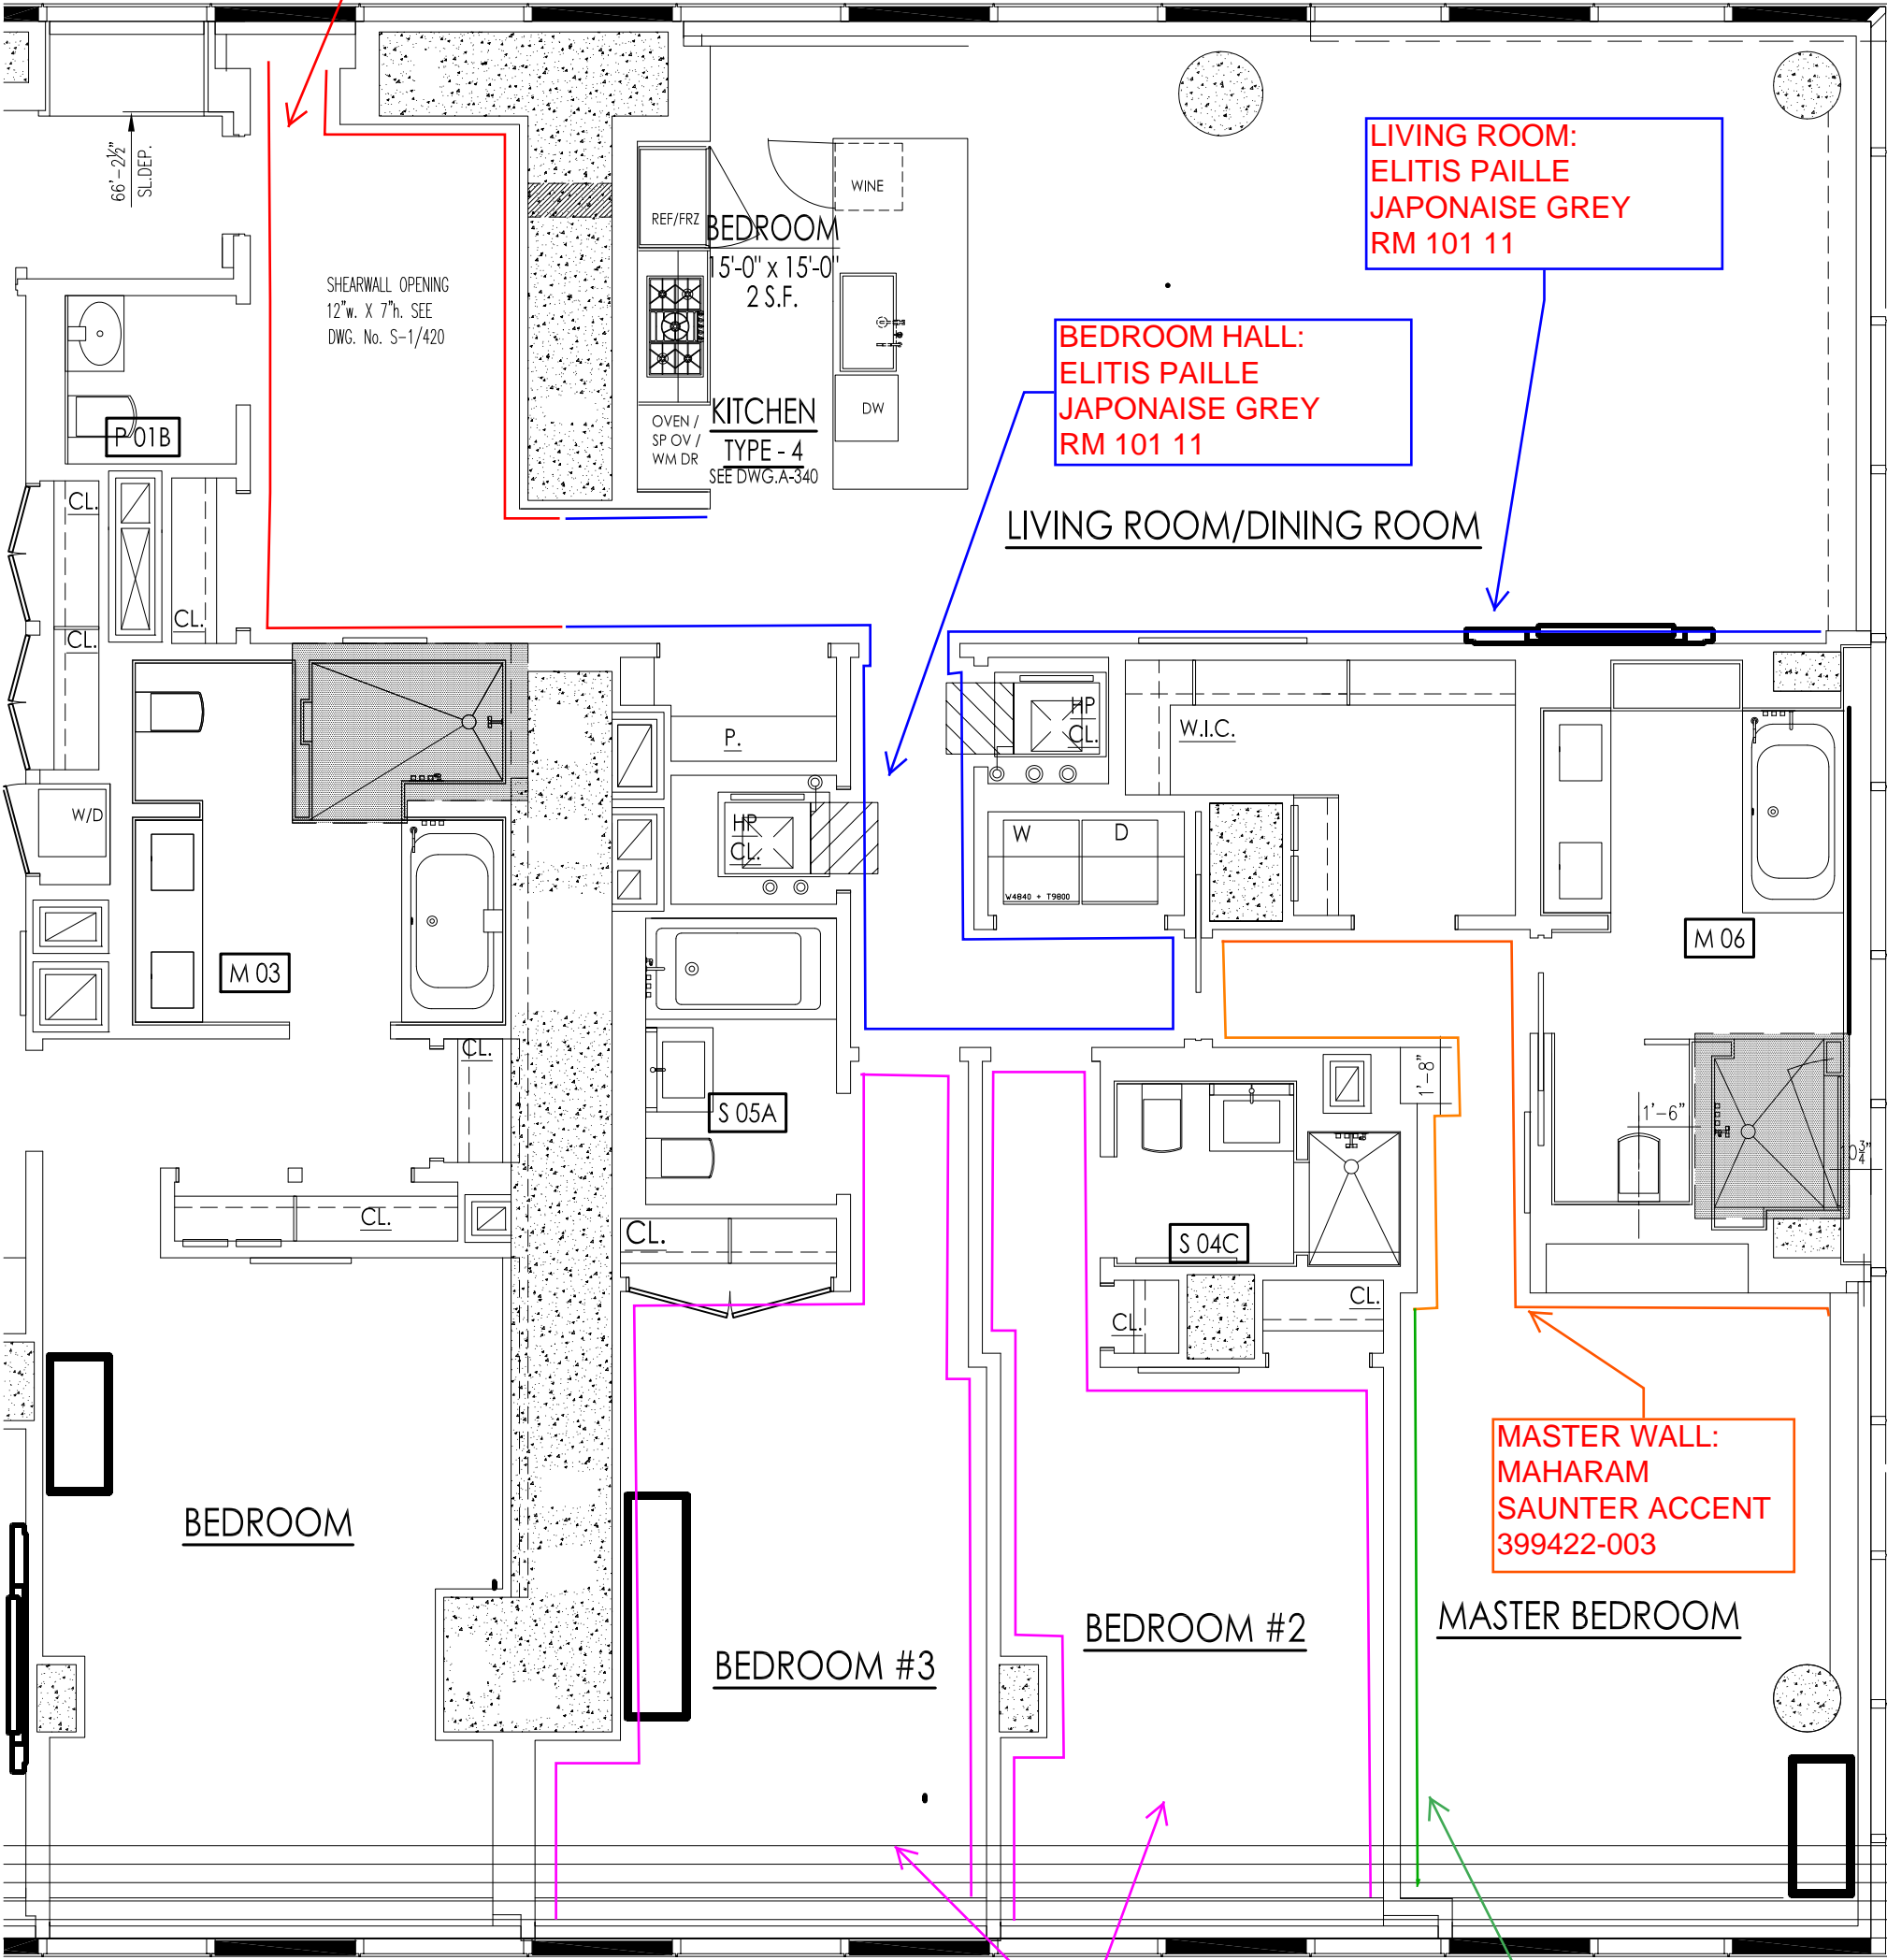 66'-2½"
SL.DEP.
SHEARWALL OPENING
12"w. X 7"h. SEE
DWG. No. S-1/420
REF/FRZ
WINE
BEDROOM
15'-0" x 15'-0"
2 S.F.
OVEN /
SP OV /
WM DR
KITCHEN
TYPE - 4
SEE DWG.A-340
DW
LIVING ROOM:
ELITIS PAILLE
JAPONAISE GREY
RM 101 11
BEDROOM HALL:
ELITIS PAILLE
JAPONAISE GREY
RM 101 11
LIVING ROOM/DINING ROOM
P 01B
CL.
CL.
CL.
W/D
M 03
P.
HP
CL.
HP
CL.
W.I.C.
W
D
W4840 + T9800
M 06
CL.
S 05A
1'-8"
1'-6"
CL.
CL.
S 04C
CL.
CL.
MASTER WALL:
MAHARAM
SAUNTER ACCENT
399422-003
BEDROOM
BEDROOM #3
BEDROOM #2
MASTER BEDROOM